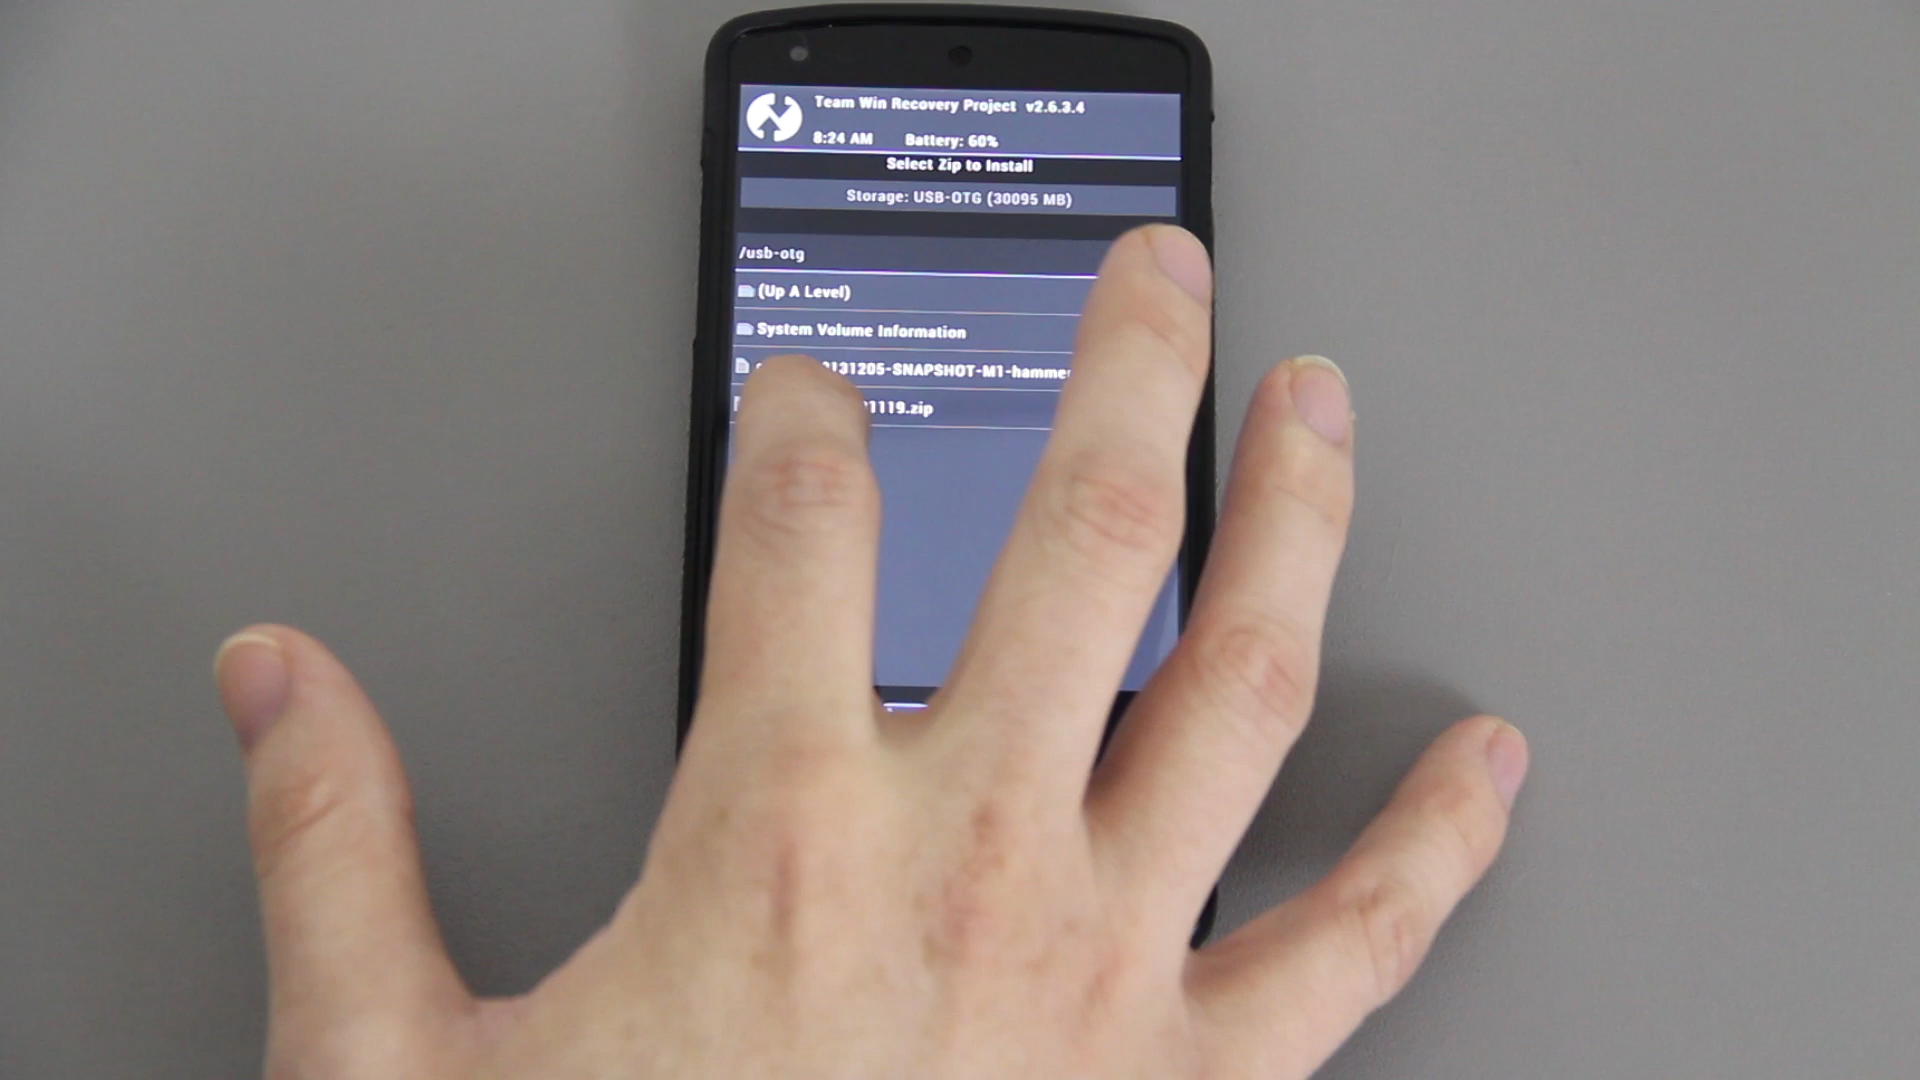 Team Win Recovery Project v2.6.3.4
8:24 AM Battery: 60%
Select Zip to Install
Storage: USB-OTG (30095 MB)
/usb-otg
(Up A Level)
System Volume Information
131205-SNAPSHOT-M1-hamme
1119.zip